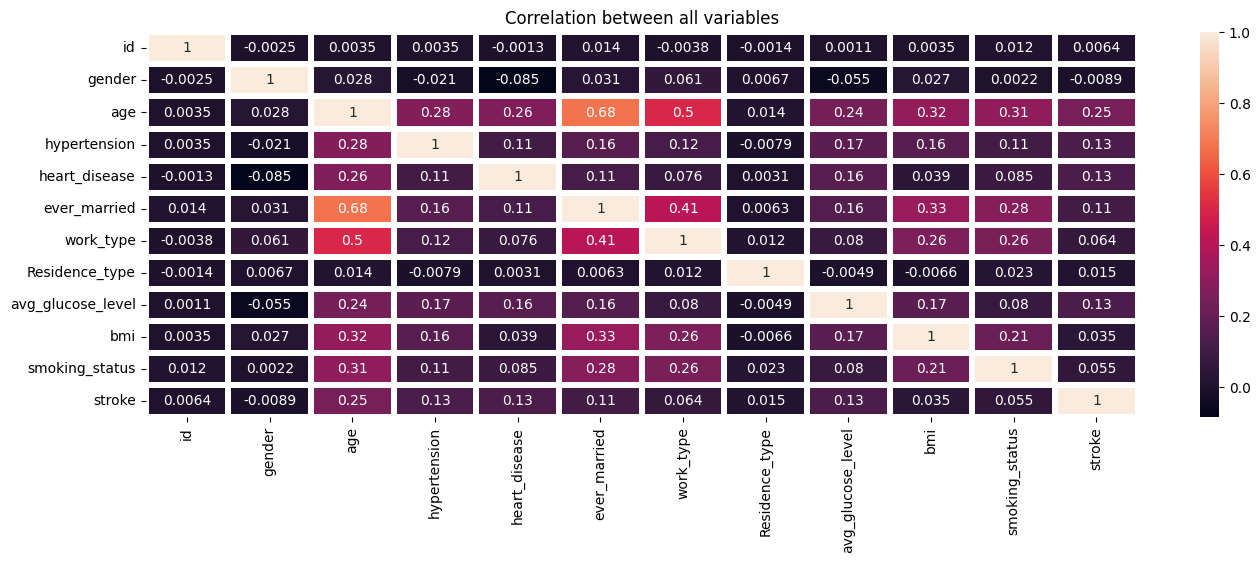 Correlation between all variables
id 1 -0.0025 0.0035 0.0035 -0.0013 0.014 -0.0038 -0.0014 0.0011 0.0035 0.012 0.0064
gender -0.0025 1 0.028 -0.021 -0.085 0.031 0.061 0.0067 -0.055 0.027 0.0022 -0.0089
age 0.0035 0.028 1 0.28 0.26 0.68 0.5 0.014 0.24 0.32 0.31 0.25
hypertension 0.0035 -0.021 0.28 1 0.11 0.16 0.12 -0.0079 0.17 0.16 0.11 0.13
heart_disease -0.0013 -0.085 0.26 0.11 1 0.11 0.076 0.0031 0.16 0.039 0.085 0.13
ever_married 0.014 0.031 0.68 0.16 0.11 1 0.41 0.0063 0.16 0.33 0.28 0.11
work_type -0.0038 0.061 0.5 0.12 0.076 0.41 1 0.012 0.08 0.26 0.26 0.064
Residence_type -0.0014 0.0067 0.014 -0.0079 0.0031 0.0063 0.012 1 -0.0049 -0.0066 0.023 0.015
avg_glucose_level 0.0011 -0.055 0.24 0.17 0.16 0.16 0.08 -0.0049 1 0.17 0.08 0.13
bmi 0.0035 0.027 0.32 0.16 0.039 0.33 0.26 -0.0066 0.17 1 0.21 0.035
smoking_status 0.012 0.0022 0.31 0.11 0.085 0.28 0.26 0.023 0.08 0.21 1 0.055
stroke 0.0064 -0.0089 0.25 0.13 0.13 0.11 0.064 0.015 0.13 0.035 0.055 1
id
gender
age
hypertension
heart_disease
ever_married
work_type
Residence_type
avg_glucose_level
bmi
smoking_status
stroke
1.0
0.8
0.6
0.4
0.2
0.0